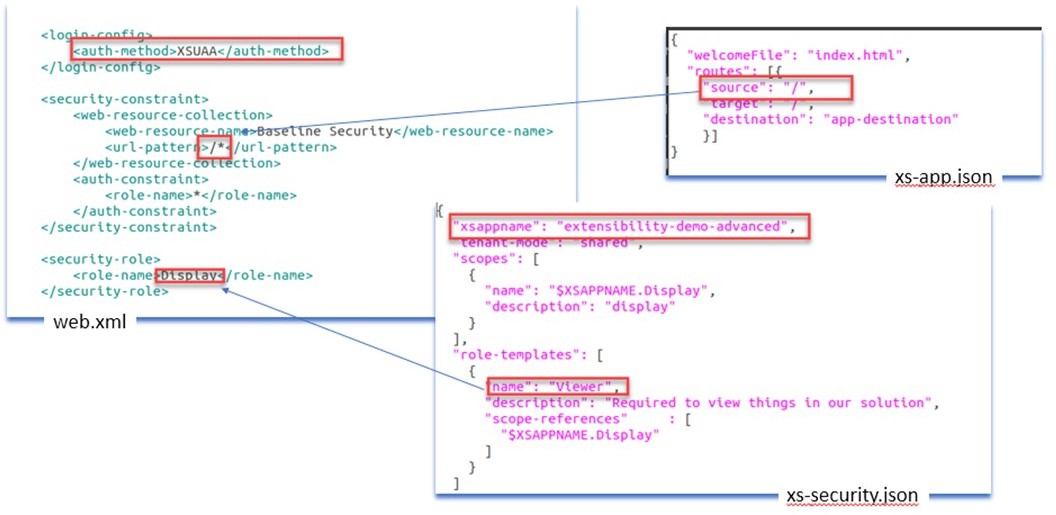 <login-config>
<auth-method>XSUAA</auth-method>
</login-config>
<security-constraint>
<web-resource-collection>
<web-resource-name>Baseline Security</web-resource-name>
<url-pattern>/*</url-pattern>
</web-resource-collection>
<auth-constraint>
<role-name>*</role-name>
</auth-constraint>
</security-constraint>
<security-role>
<role-name>Display</role-name>
</security-role>
web.xml
{
"welcomeFile": "index.html",
"routes": [{
"source": "/",
"target": "/",
"destination": "app-destination"
}]
}
xs-app.json
{
"xsappname": "extensibility-demo-advanced",
"tenant-mode": "shared",
"scopes": [
{
"name": "$XSAPPNAME.Display",
"description": "display"
}
],
"role-templates": [
{
"name": "Viewer",
"description": "Required to view things in our solution",
"scope-references" : [
"$XSAPPNAME.Display"
]
}
]
xs-security.json